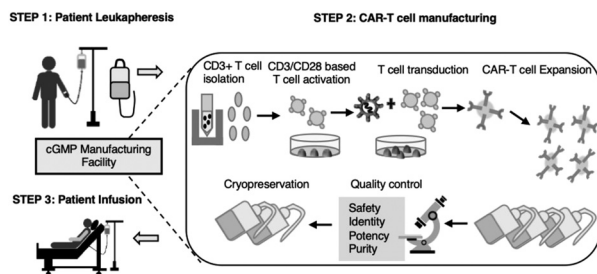 STEP 1: Patient Leukapheresis
STEP 2: CAR-T cell manufacturing
CD3+ T cell
isolation
CD3/CD28 based
T cell activation
T cell transduction
CAR-T cell Expansion
+
cGMP Manufacturing
Facility
STEP 3: Patient Infusion
Cryopreservation
Quality control
Safety
Identity
Potency
Purity